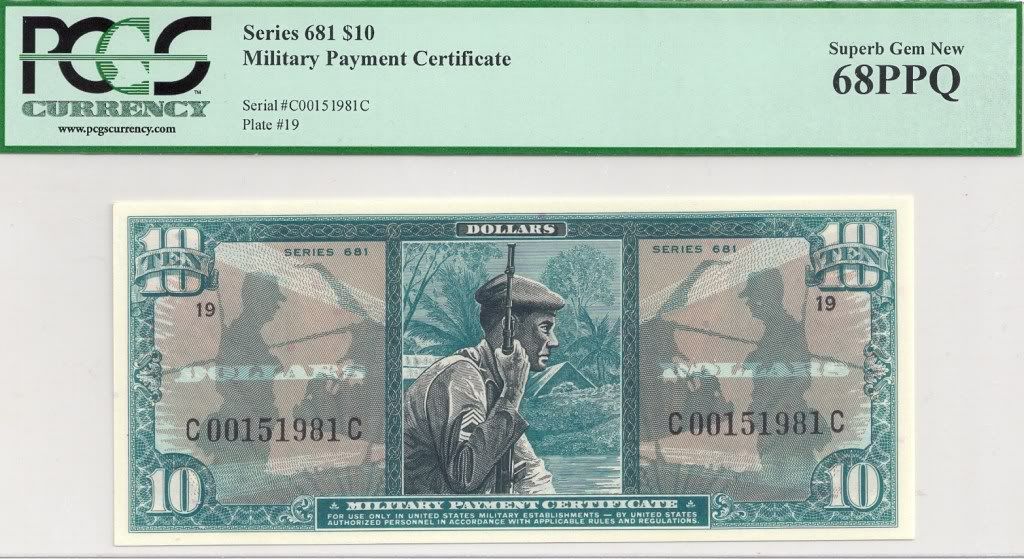 PCGS
CURRENCY
www.pcgscurrency.com
™
Series 681 $10
Military Payment Certificate
Serial #C00151981C
Plate #19
Superb Gem New
68PPQ
DOLLARS
10
TEN
SERIES 681
19
DOLLARS
C00151981C
10
SERIES 681
10
TEN
19
DOLLARS
C00151981C
10
MILITARY PAYMENT CERTIFICATE
FOR USE ONLY IN UNITED STATES MILITARY ESTABLISHMENTS — BY UNITED STATES
AUTHORIZED PERSONNEL IN ACCORDANCE WITH APPLICABLE RULES AND REGULATIONS.